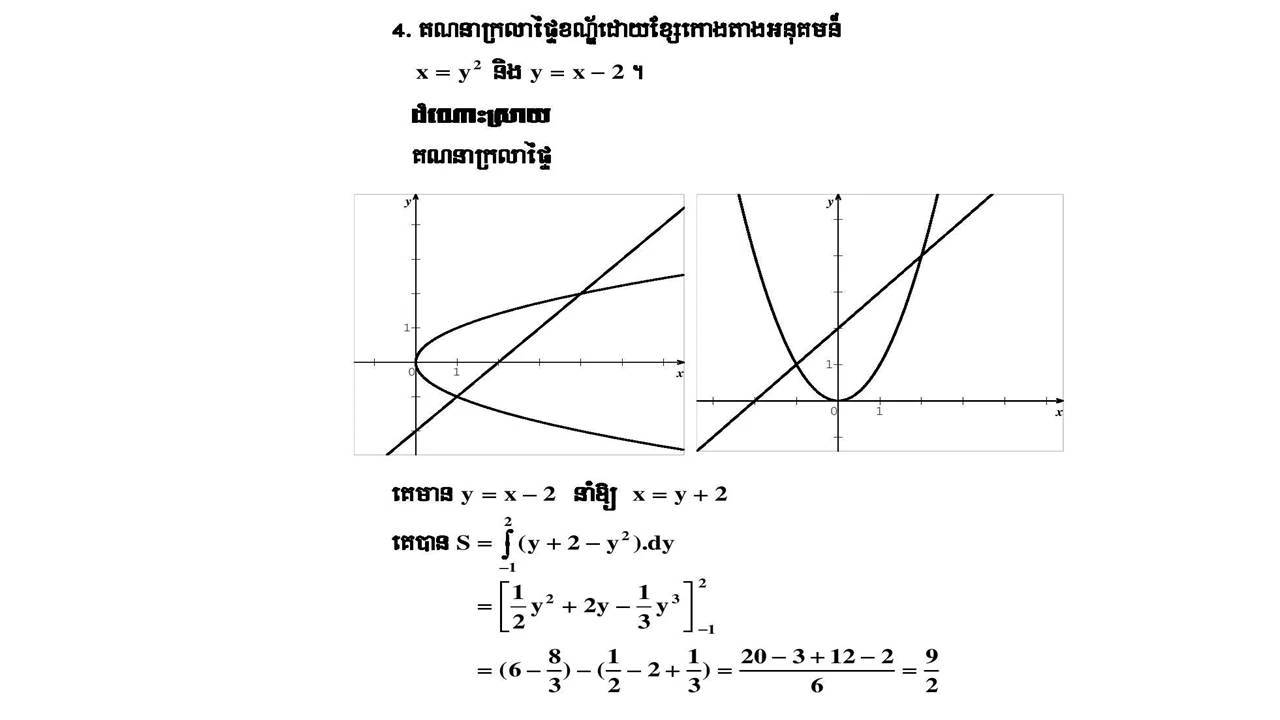 4. គណនាក្រលាផ្ទៃខណ្ឌ័ដោយខ្សែកោងតាងអនុគមន៏
x = y² និង y = x – 2 ។
ដំណោះស្រាយ
គណនាក្រលាផ្ទៃ
y
1
0 1 x
y
1
0 1 x
គេមាន y = x – 2 នាំឱ្យ x = y + 2
គេបាន S = ∫₋₁² (y + 2 – y²).dy
= [1/2 y² + 2y – 1/3 y³]₋₁²
= (6 – 8/3) – (1/2 – 2 + 1/3) = (20 – 3 + 12 – 2)/6 = 9/2